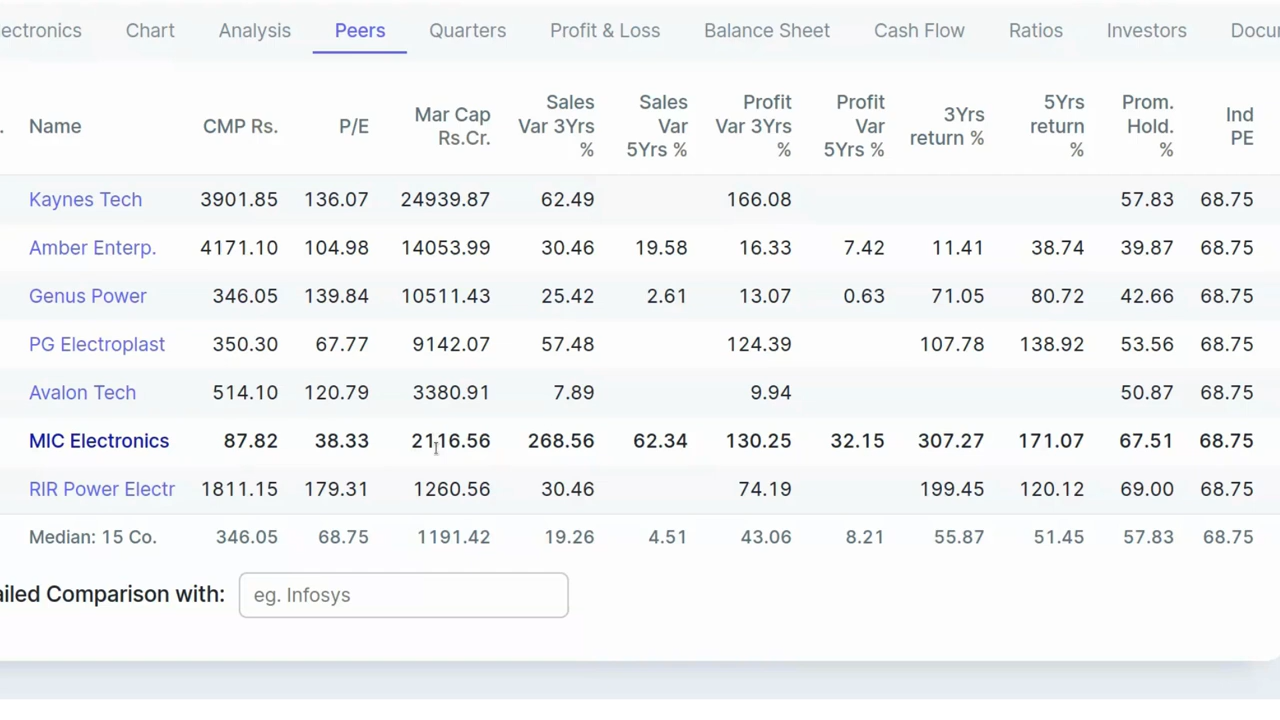 ectronics Chart Analysis Peers Quarters Profit & Loss Balance Sheet Cash Flow Ratios Investors Docu
. Name CMP Rs. P/E Mar Cap Rs.Cr. Sales Var 3Yrs % Sales Var 5Yrs % Profit Var 3Yrs % Profit Var 5Yrs % 3Yrs return % 5Yrs return % Prom. Hold. % Ind PE
Kaynes Tech 3901.85 136.07 24939.87 62.49 166.08 57.83 68.75
Amber Enterp. 4171.10 104.98 14053.99 30.46 19.58 16.33 7.42 11.41 38.74 39.87 68.75
Genus Power 346.05 139.84 10511.43 25.42 2.61 13.07 0.63 71.05 80.72 42.66 68.75
PG Electroplast 350.30 67.77 9142.07 57.48 124.39 107.78 138.92 53.56 68.75
Avalon Tech 514.10 120.79 3380.91 7.89 9.94 50.87 68.75
MIC Electronics 87.82 38.33 2116.56 268.56 62.34 130.25 32.15 307.27 171.07 67.51 68.75
RIR Power Electr 1811.15 179.31 1260.56 30.46 74.19 199.45 120.12 69.00 68.75
Median: 15 Co. 346.05 68.75 1191.42 19.26 4.51 43.06 8.21 55.87 51.45 57.83 68.75
ailed Comparison with: eg. Infosys